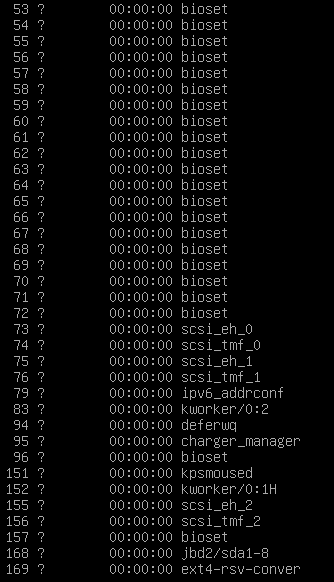 53 ? 00:00:00 bioset
54 ? 00:00:00 bioset
55 ? 00:00:00 bioset
56 ? 00:00:00 bioset
57 ? 00:00:00 bioset
58 ? 00:00:00 bioset
59 ? 00:00:00 bioset
60 ? 00:00:00 bioset
61 ? 00:00:00 bioset
62 ? 00:00:00 bioset
63 ? 00:00:00 bioset
64 ? 00:00:00 bioset
65 ? 00:00:00 bioset
66 ? 00:00:00 bioset
67 ? 00:00:00 bioset
68 ? 00:00:00 bioset
69 ? 00:00:00 bioset
70 ? 00:00:00 bioset
71 ? 00:00:00 bioset
72 ? 00:00:00 bioset
73 ? 00:00:00 scsi_eh_0
74 ? 00:00:00 scsi_tmf_0
75 ? 00:00:00 scsi_eh_1
76 ? 00:00:00 scsi_tmf_1
79 ? 00:00:00 ipv6_addrconf
83 ? 00:00:00 kworker/0:2
94 ? 00:00:00 deferwq
95 ? 00:00:00 charger_manager
96 ? 00:00:00 bioset
151 ? 00:00:00 kpsmoused
152 ? 00:00:00 kworker/0:1H
155 ? 00:00:00 scsi_eh_2
156 ? 00:00:00 scsi_tmf_2
157 ? 00:00:00 bioset
168 ? 00:00:00 jbd2/sda1-8
169 ? 00:00:00 ext4-rsv-conver